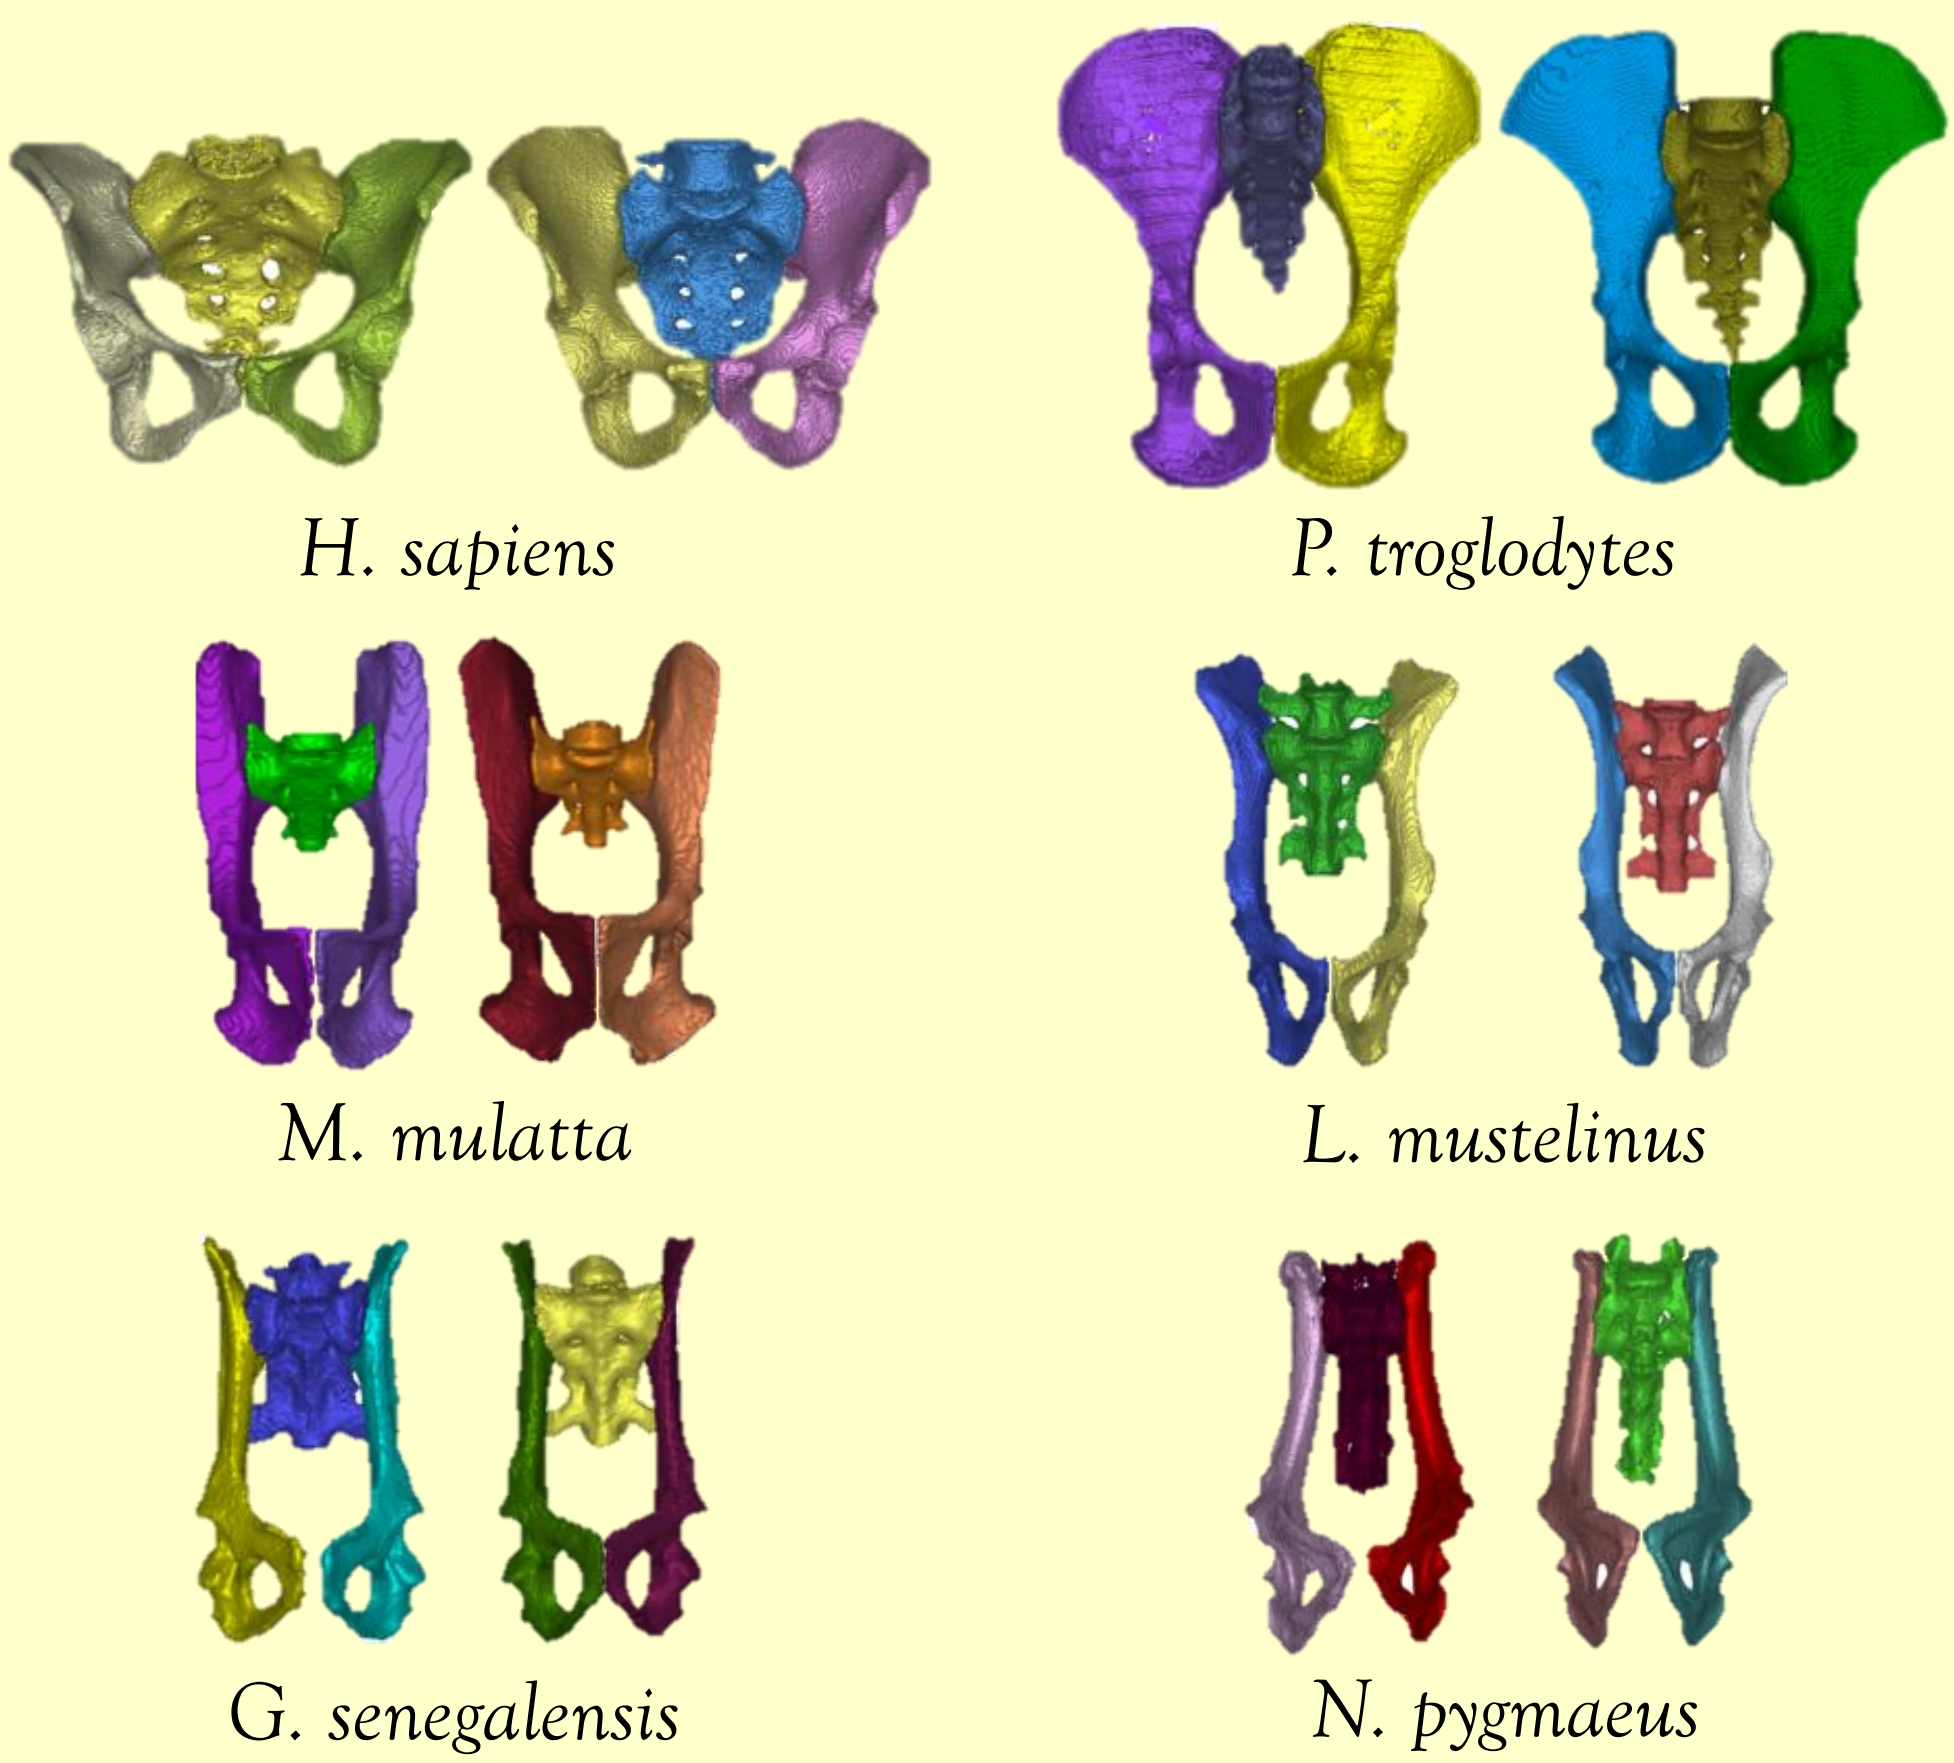 H. sapiens
P. troglodytes
M. mulatta
L. mustelinus
G. senegalensis
N. pygmaeus